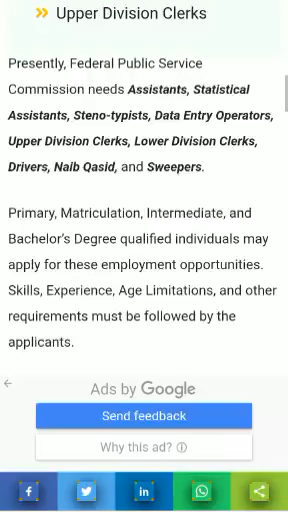 Upper Division Clerks
Presently, Federal Public Service
Commission needs Assistants, Statistical
Assistants, Steno-typists, Data Entry Operators,
Upper Division Clerks, Lower Division Clerks,
Drivers, Naib Qasid, and Sweepers.
Primary, Matriculation, Intermediate, and
Bachelor’s Degree qualified individuals may
apply for these employment opportunities.
Skills, Experience, Age Limitations, and other
requirements must be followed by the
applicants.
Ads by Google
Send feedback
Why this ad?